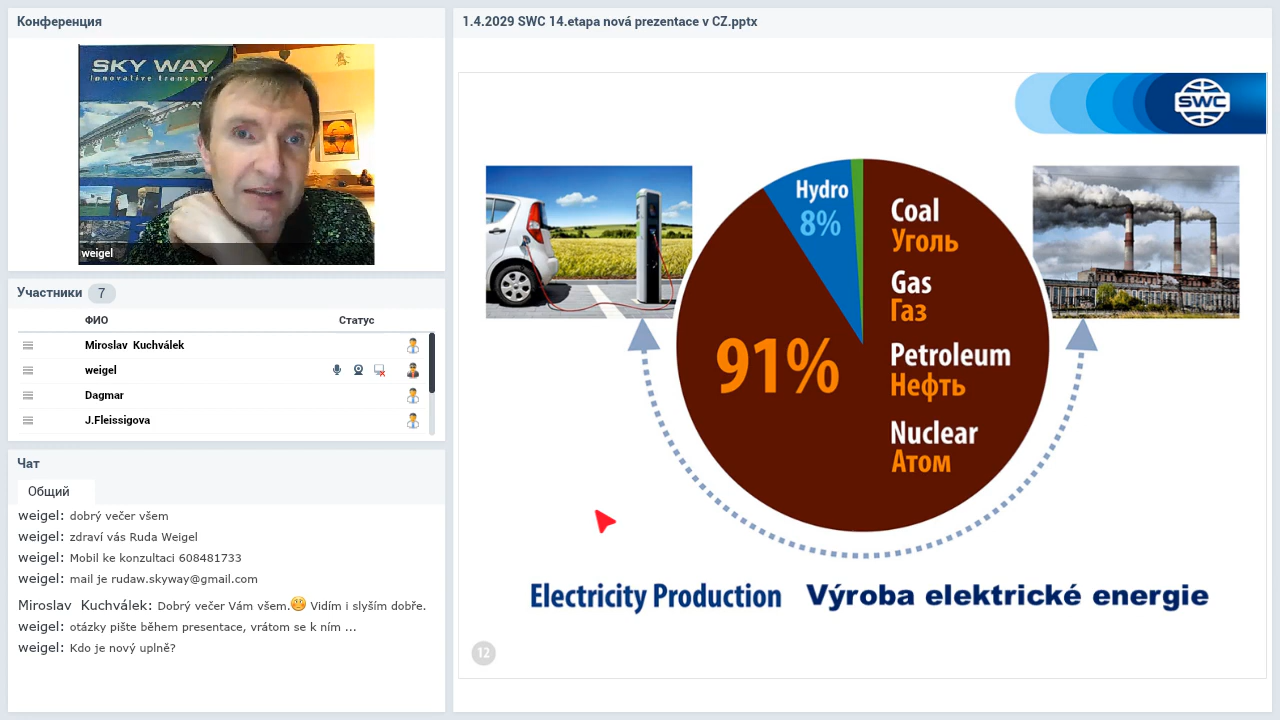 Конференция
SKY WAY
Innovative transport
weigel
Участники 7
ФИО Статус
Miroslav Kuchválek
weigel
Dagmar
J.Fleissigova
Чат
Общий
weigel: dobrý večer všem
weigel: zdraví vás Ruda Weigel
weigel: Mobil ke konzultaci 608481733
weigel: mail je rudaw.skyway@gmail.com
Miroslav Kuchválek: Dobrý večer Vám všem. Vidím i slyším dobře.
weigel: otázky pište během presentace, vrátom se k ním ...
weigel: Kdo je nový uplně?
1.4.2029 SWC 14.etapa nová prezentace v CZ.pptx
SWC
Hydro
8%
91%
Coal
Уголь
Gas
Газ
Petroleum
Нефть
Nuclear
Атом
Electricity Production Výroba elektrické energie
12